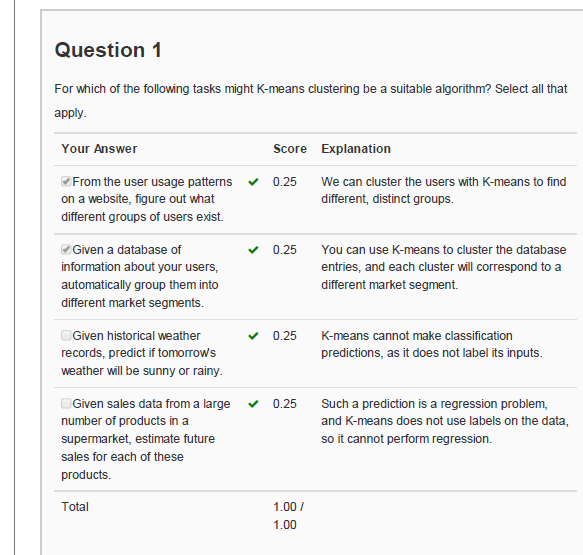 Question 1
For which of the following tasks might K-means clustering be a suitable algorithm? Select all that
apply.
Your Answer Score Explanation
From the user usage patterns 0.25 We can cluster the users with K-means to find
on a website, figure out what different, distinct groups.
different groups of users exist.
Given a database of 0.25 You can use K-means to cluster the database
information about your users, entries, and each cluster will correspond to a
automatically group them into different market segment.
different market segments.
Given historical weather 0.25 K-means cannot make classification
records, predict if tomorrow's predictions, as it does not label its inputs.
weather will be sunny or rainy.
Given sales data from a large 0.25 Such a prediction is a regression problem,
number of products in a and K-means does not use labels on the data,
supermarket, estimate future so it cannot perform regression.
sales for each of these
products.
Total 1.00 /
1.00